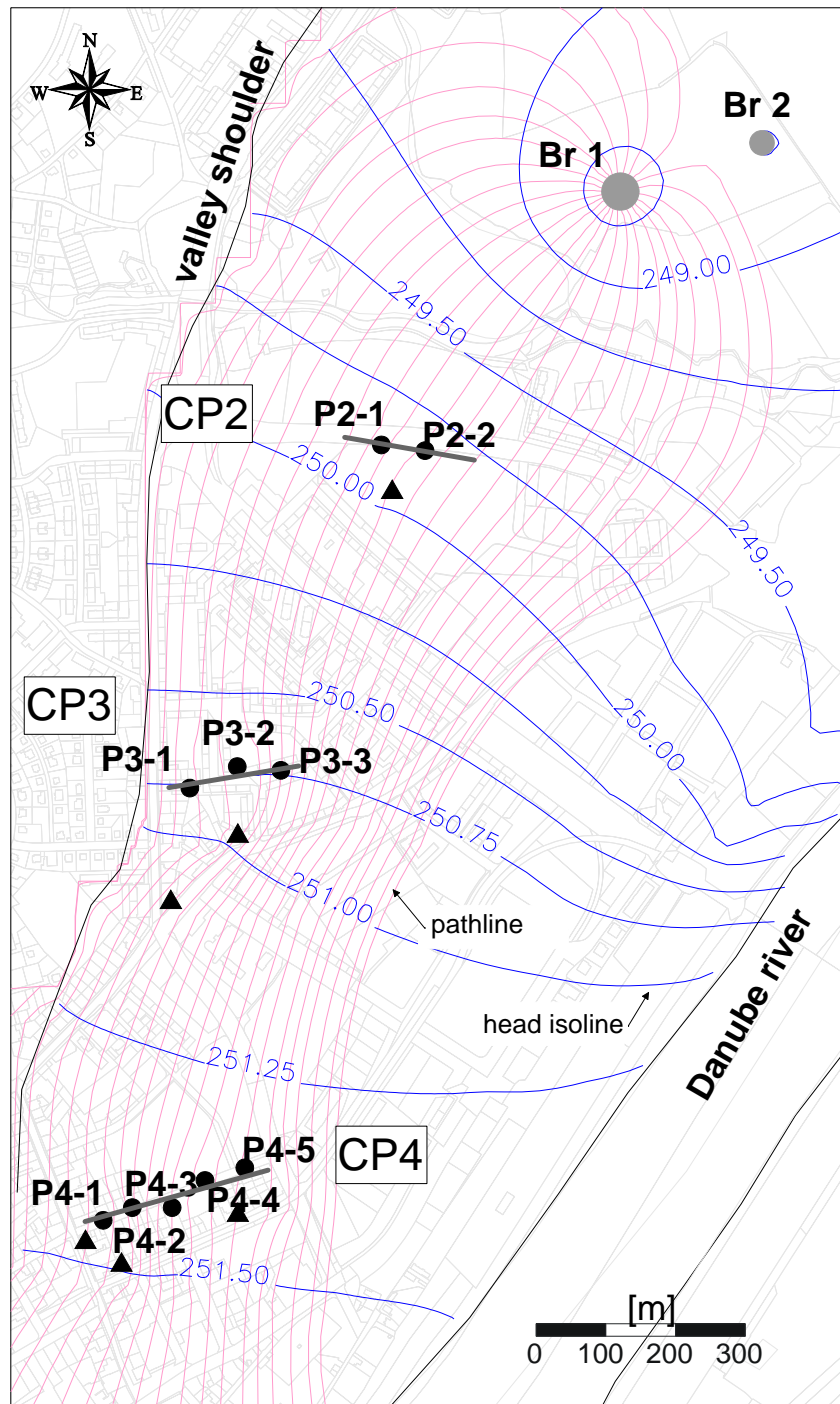 N
W E
S
valley shoulder
Br 2
Br 1
249.00
249.50
CP2
P2-1
P2-2
250.00
249.50
CP3
250.50
250.00
P3-2
P3-1
P3-3
250.75
251.00
pathline
head isoline
Danube river
251.25
CP4
P4-5
P4-3
P4-1
P4-4
P4-2
251.50
[m]
0 100 200 300